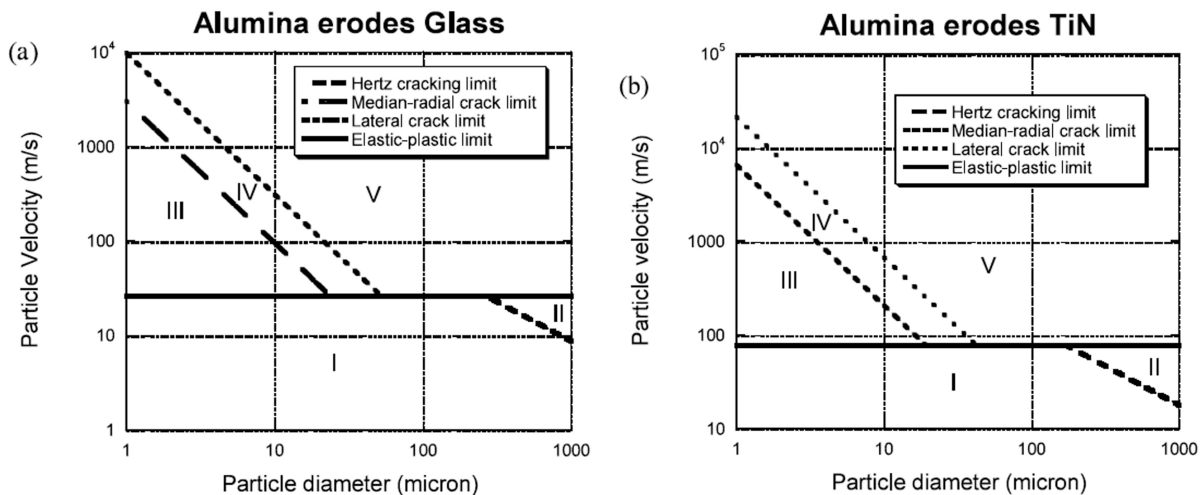 Alumina erodes Glass
(a)
Particle Velocity (m/s)
10⁴
1000
100
10
1
Hertz cracking limit
Median-radial crack limit
Lateral crack limit
Elastic-plastic limit
III
IV
V
II
I
1
10
100
1000
Particle diameter (micron)
Alumina erodes TiN
(b)
Particle velocity (m/s)
10⁵
10⁴
1000
100
10
Hertz cracking limit
Median-radial crack limit
Lateral crack limit
Elastic-plastic limit
IV
III
V
II
I
1
10
100
1000
Particle diameter (micron)